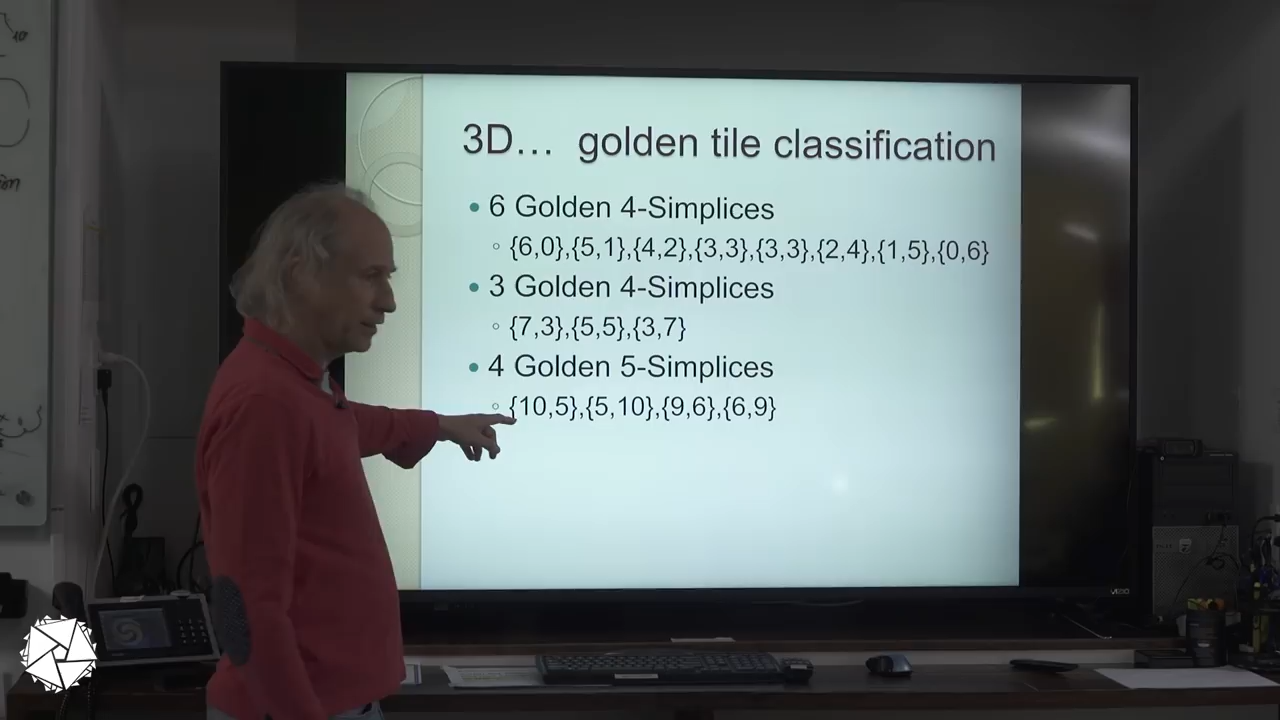 3D… golden tile classification
• 6 Golden 4-Simplices
○ {6,0},{5,1},{4,2},{3,3},{3,3},{2,4},{1,5},{0,6}
• 3 Golden 4-Simplices
○ {7,3},{5,5},{3,7}
• 4 Golden 5-Simplices
○ {10,5},{5,10},{9,6},{6,9}
VIZIO